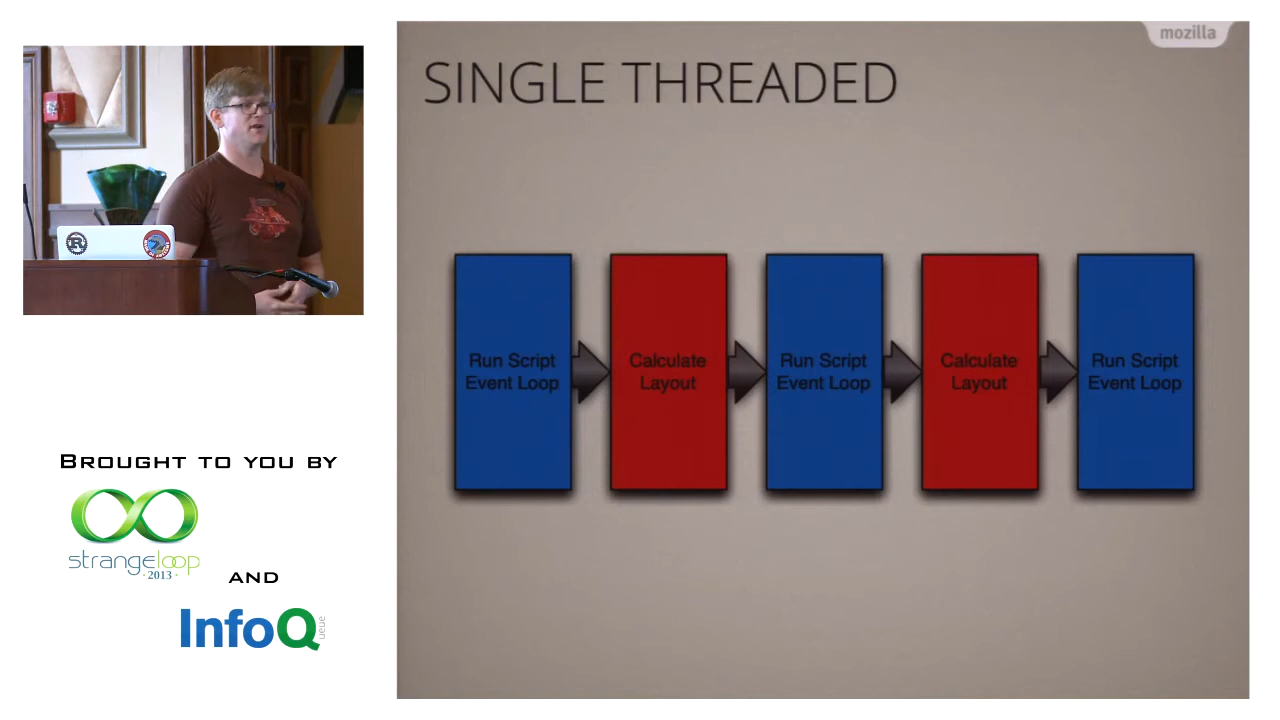 mozilla
SINGLE THREADED
Run Script
Event Loop
Calculate
Layout
Run Script
Event Loop
Calculate
Layout
Run Script
Event Loop
R
BROUGHT TO YOU BY
strangeloop
·2013·
AND
InfoQ
ueue